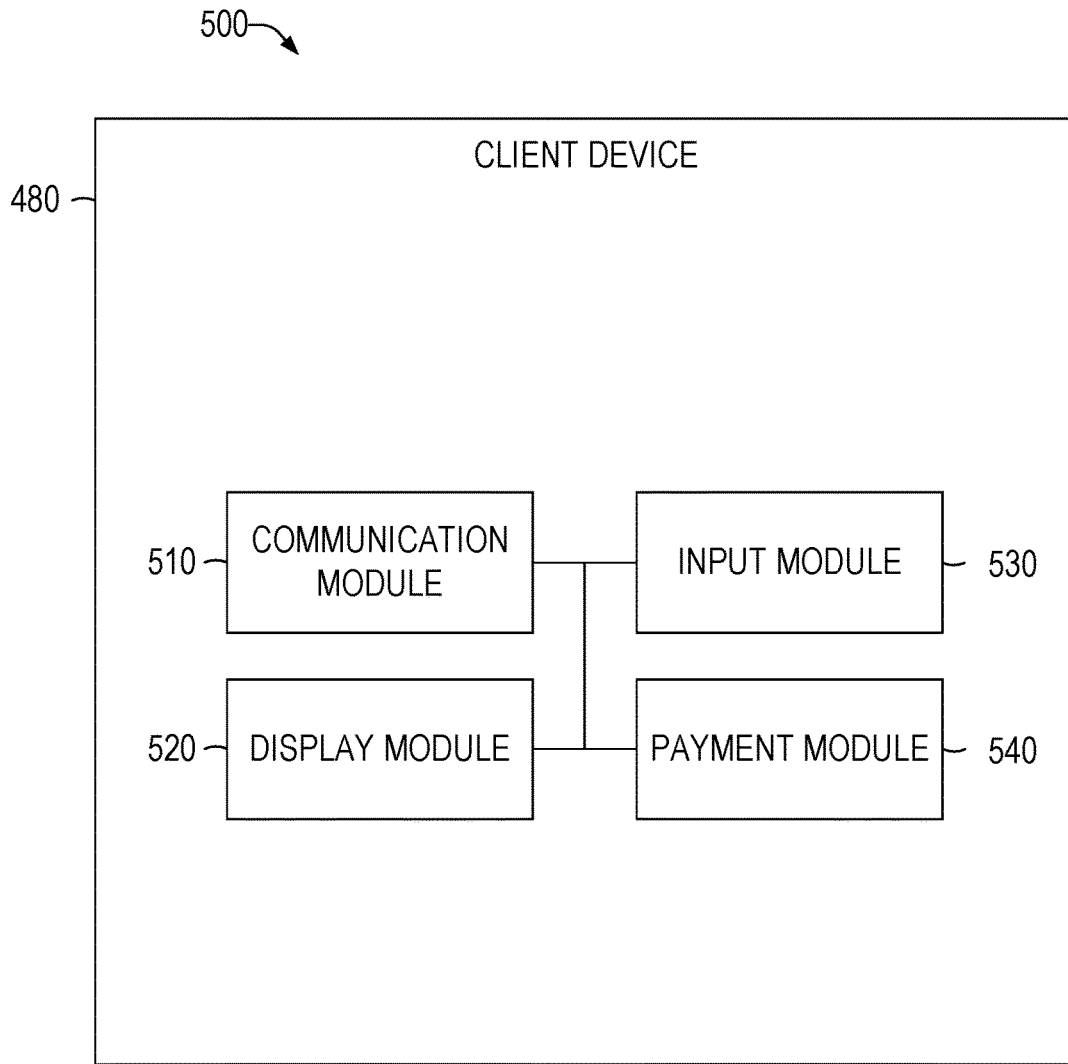 500
CLIENT DEVICE
480
COMMUNICATION
MODULE
510
INPUT MODULE
530
520
DISPLAY MODULE
PAYMENT MODULE
540